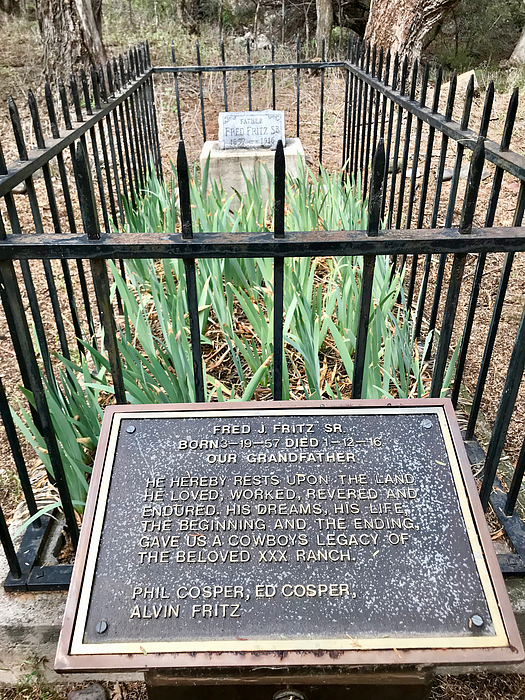 FATHER
FRED FRITZ SR
1857 1916
FRED J. FRITZ SR.
BORN 3-19-57 DIED 1-12-16
OUR GRANDFATHER
HE HEREBY RESTS UPON THE LAND
HE LOVED; WORKED, REVERED AND
ENDURED. HIS DREAMS, HIS LIFE,
THE BEGINNING AND THE ENDING,
GAVE US A COWBOYS LEGACY OF
THE BELOVED XXX RANCH.
PHIL COSPER, ED COSPER,
ALVIN FRITZ